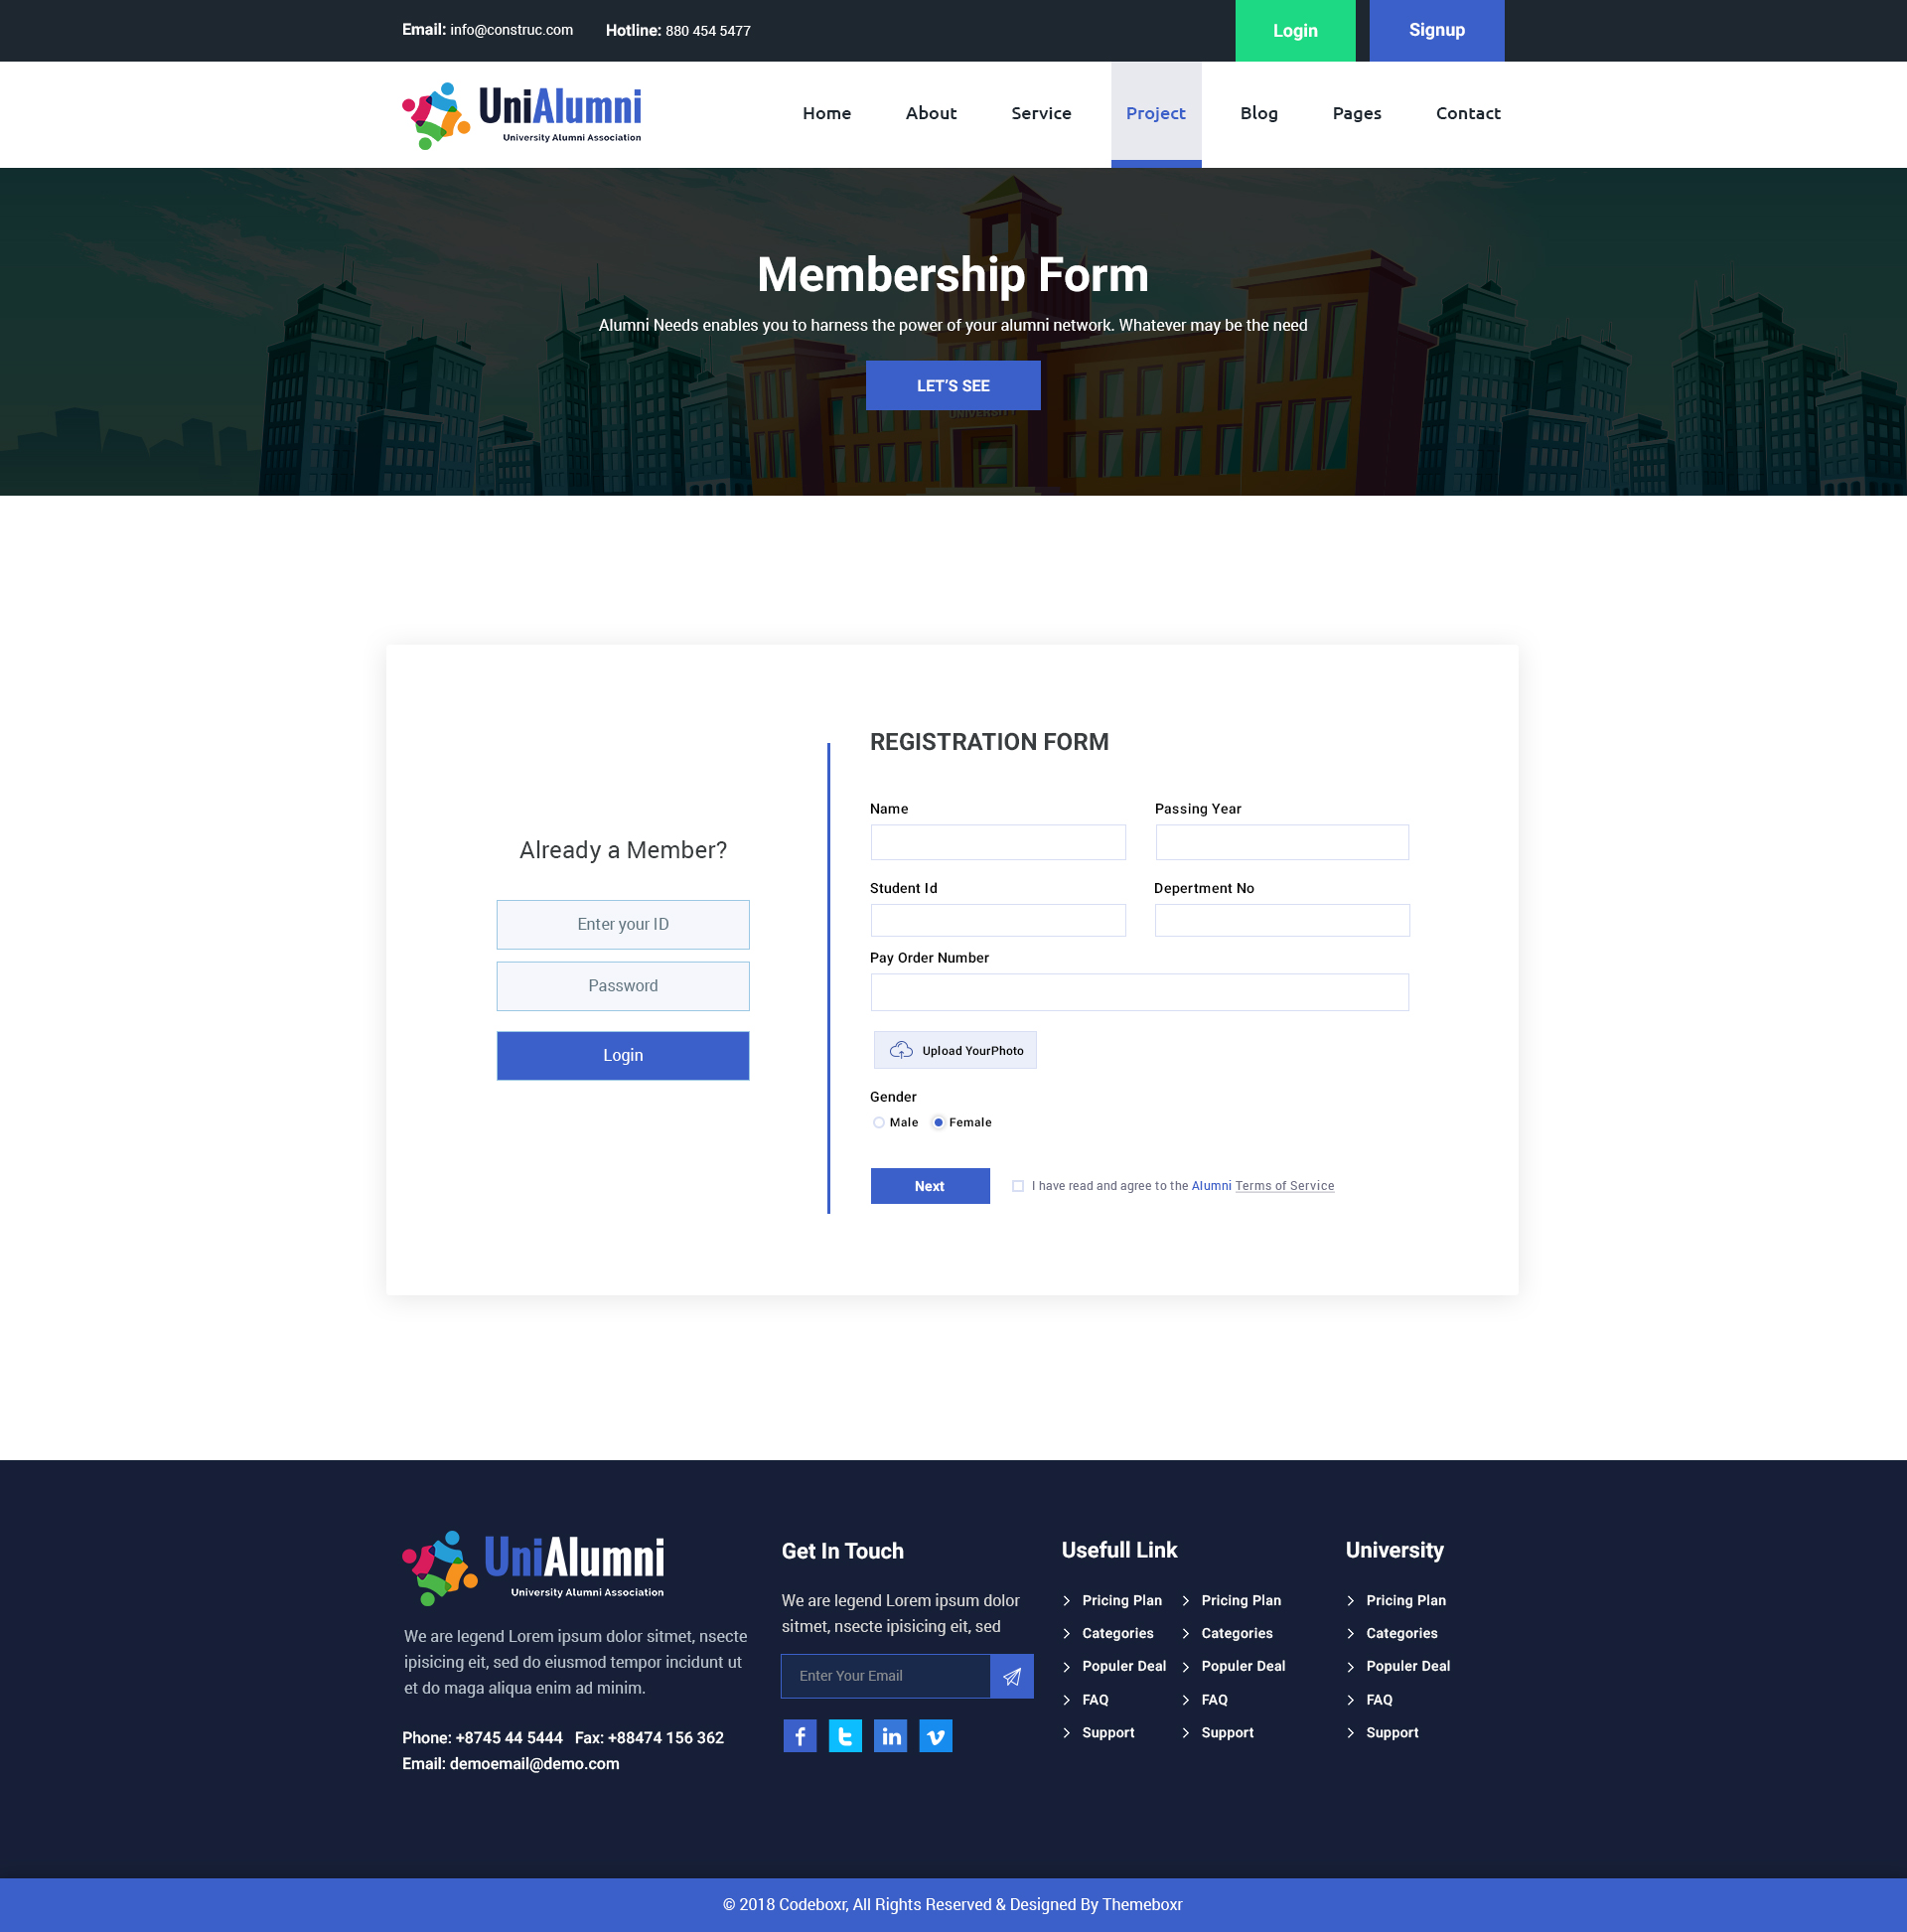 Email: info@construc.com Hotline: 880 454 5477 Login Signup
UniAlumni
University Alumni Association
Home About Service Project Blog Pages Contact
Membership Form
Alumni Needs enables you to harness the power of your alumni network. Whatever may be the need
LET'S SEE
UNIVERSITY
Already a Member?
Enter your ID
Password
Login
REGISTRATION FORM
Name Passing Year
Student Id Depertment No
Pay Order Number
Upload YourPhoto
Gender
Male Female
Next I have read and agree to the Alumni Terms of Service
UniAlumni
University Alumni Association
We are legend Lorem ipsum dolor sitmet, nsecte
ipisicing eit, sed do eiusmod tempor incidunt ut
et do maga aliqua enim ad minim.
Phone: +8745 44 5444 Fax: +88474 156 362
Email: demoemail@demo.com
Get In Touch
We are legend Lorem ipsum dolor
sitmet, nsecte ipisicing eit, sed
Enter Your Email
Usefull Link
Pricing Plan Pricing Plan
Categories Categories
Populer Deal Populer Deal
FAQ FAQ
Support Support
University
Pricing Plan
Categories
Populer Deal
FAQ
Support
© 2018 Codeboxr, All Rights Reserved & Designed By Themeboxr